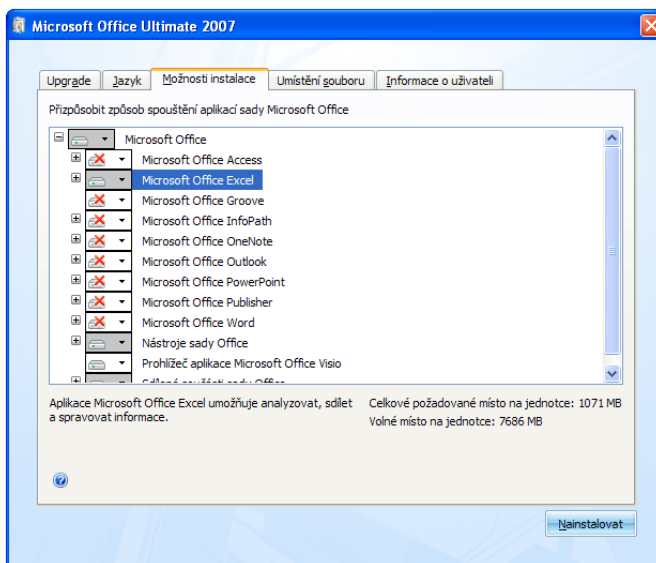 Microsoft Office Ultimate 2007
Upgrade Jazyk Možnosti instalace Umístění souboru Informace o uživateli
Přizpůsobit způsob spouštění aplikací sady Microsoft Office
Microsoft Office
Microsoft Office Access
Microsoft Office Excel
Microsoft Office Groove
Microsoft Office InfoPath
Microsoft Office OneNote
Microsoft Office Outlook
Microsoft Office PowerPoint
Microsoft Office Publisher
Microsoft Office Word
Nástroje sady Office
Prohlížeč aplikace Microsoft Office Visio
Sdílené součásti sady Office
Aplikace Microsoft Office Excel umožňuje analyzovat, sdílet
a spravovat informace.
Celkové požadované místo na jednotce: 1071 MB
Volné místo na jednotce: 7686 MB
Nainstalovat